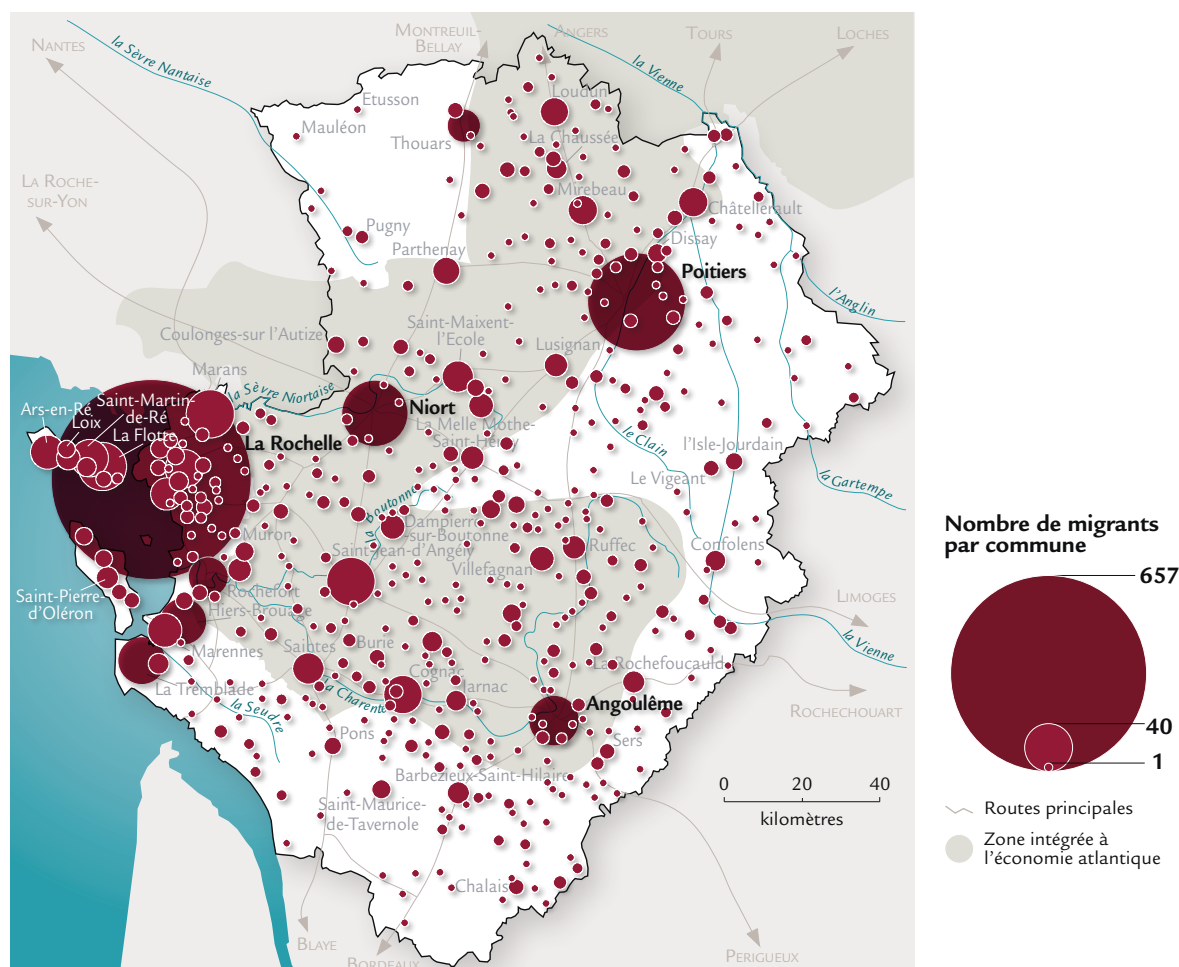 Nantes
la Sèvre Nantaise
Montreuil-
Bellay
Angers
Tours
Loches
la Vienne
Etusson
Mauléon
Thouars
Loudun
La Chaussée
La Roche-
sur-Yon
Mirebeau
Châtellerault
Pugny
Parthenay
Dissay
Poitiers
l'Anglin
Coulonges-sur l'Autize
Saint-Maixent-
l'Ecole
Lusignan
Marans
la Sèvre Niortaise
Niort
Ars-en-Ré
Loix
Saint-Martin-
de-Ré
La Flotte
La Rochelle
La Melle Mothe-
Saint-Héray
le Clain
l'Isle-Jourdain
Le Vigeant
la Gartempe
la Boutonne
Muron
Dampierre-
sur-Boutonne
Saint-Jean-d'Angély
Villefagnan
Ruffec
Confolens
Saint-Pierre-
d'Oléron
Rochefort
Hiers-Brouage
Limoges
la Vienne
Marennes
Saintes
Burie
La Rochefoucauld
La Tremblade
Cognac
Jarnac
la Charente
Angoulême
Rochechouart
la Seudre
Pons
Sers
Barbezieux-Saint-Hilaire
Saint-Maurice-
de-Tavernole
Chalais
Blaye
Bordeaux
Perigueux
0 20 40
kilomètres
Nombre de migrants
par commune
657
40
1
Routes principales
Zone intégrée à
l'économie atlantique